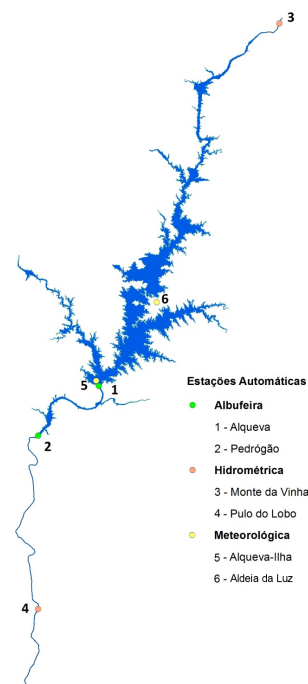 3
6
5
1
2
4
Estações Automáticas
Albufeira
1 - Alqueva
2 - Pedrógão
Hidrométrica
3 - Monte da Vinha
4 - Pulo do Lobo
Meteorológica
5 - Alqueva-Ilha
6 - Aldeia da Luz